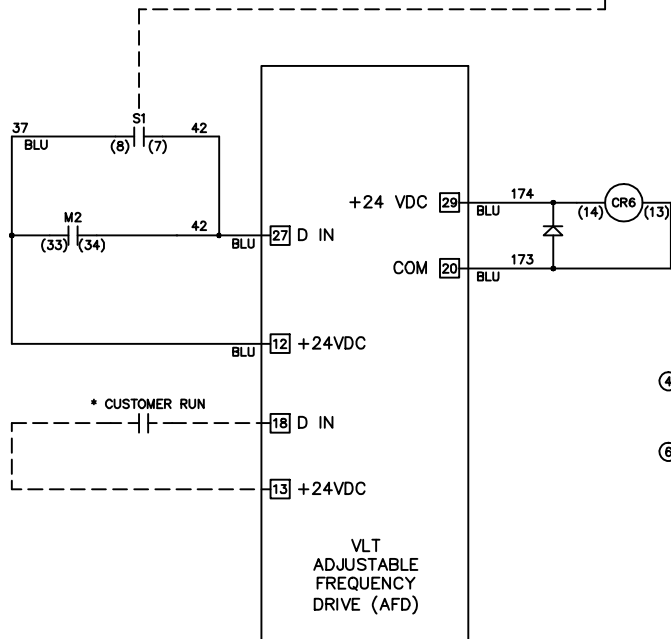 S1
37 42
BLU (8) (7)
M2 42
(33) (34) BLU 27 D IN
+24 VDC 29 BLU 174 (14) CR6 (13)
COM 20 BLU 173
BLU 12 +24VDC
* CUSTOMER RUN
18 D IN
13 +24VDC
VLT
ADJUSTABLE
FREQUENCY
DRIVE (AFD)
4
6